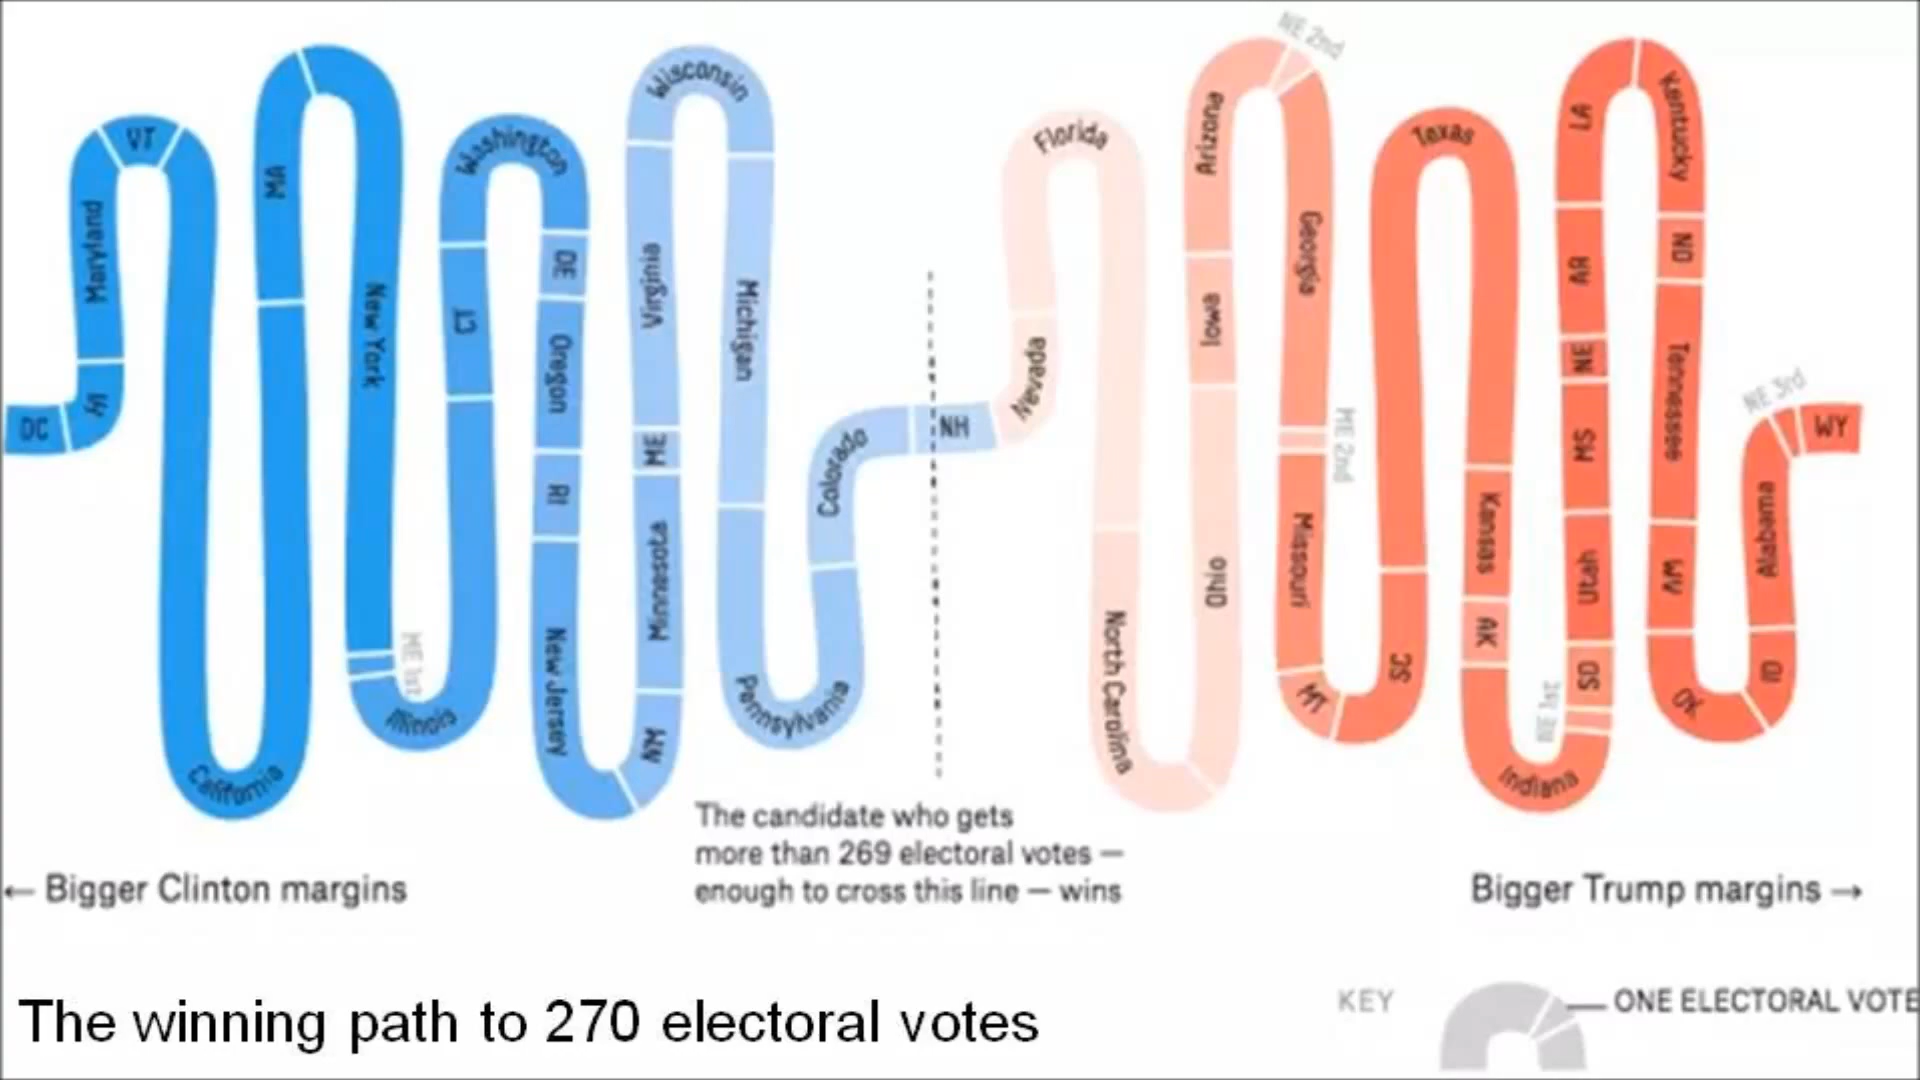 DC
VY
Maryland
VT
California
MA
New York
ME 1st
Illinois
CT
Washington
DE
Oregon
RI
New Jersey
NM
Minnesota
ME
Virginia
Wisconsin
Michigan
Pennsylvania
Colorado
NH
Nevada
Florida
North Carolina
Ohio
Iowa
Arizona
NE 2nd
Georgia
ME 2nd
Missouri
MT
SC
Texas
Kansas
AK
Indiana
NE 1st
SD
Utah
MS
NE
AR
LA
Kentucky
ND
Tennessee
WV
OK
ID
Alabama
NE 3rd
WY
The candidate who gets
more than 269 electoral votes —
enough to cross this line — wins
← Bigger Clinton margins
Bigger Trump margins →
The winning path to 270 electoral votes
KEY
ONE ELECTORAL VOTE